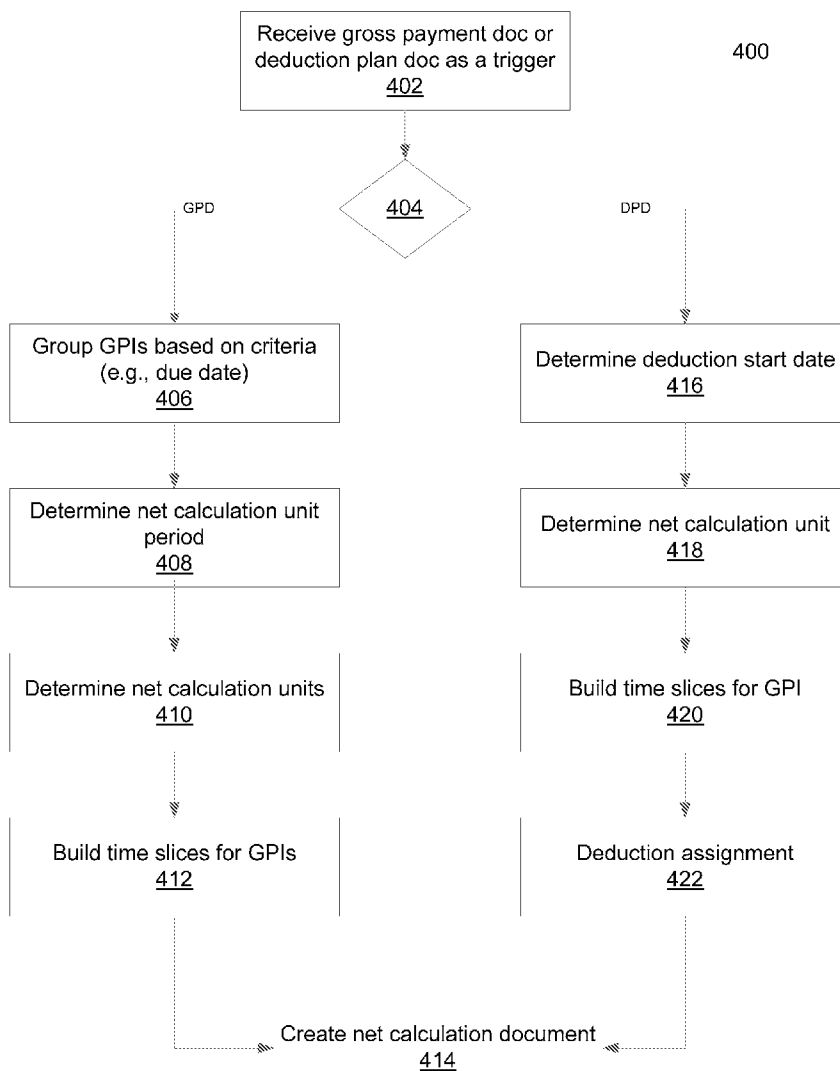 Receive gross payment doc or
deduction plan doc as a trigger
402
400
404
GPD
DPD
Group GPIs based on criteria
(e.g., due date)
406
Determine net calculation unit
period
408
Determine net calculation units
410
Build time slices for GPIs
412
Determine deduction start date
416
Determine net calculation unit
418
Build time slices for GPI
420
Deduction assignment
422
Create net calculation document
414